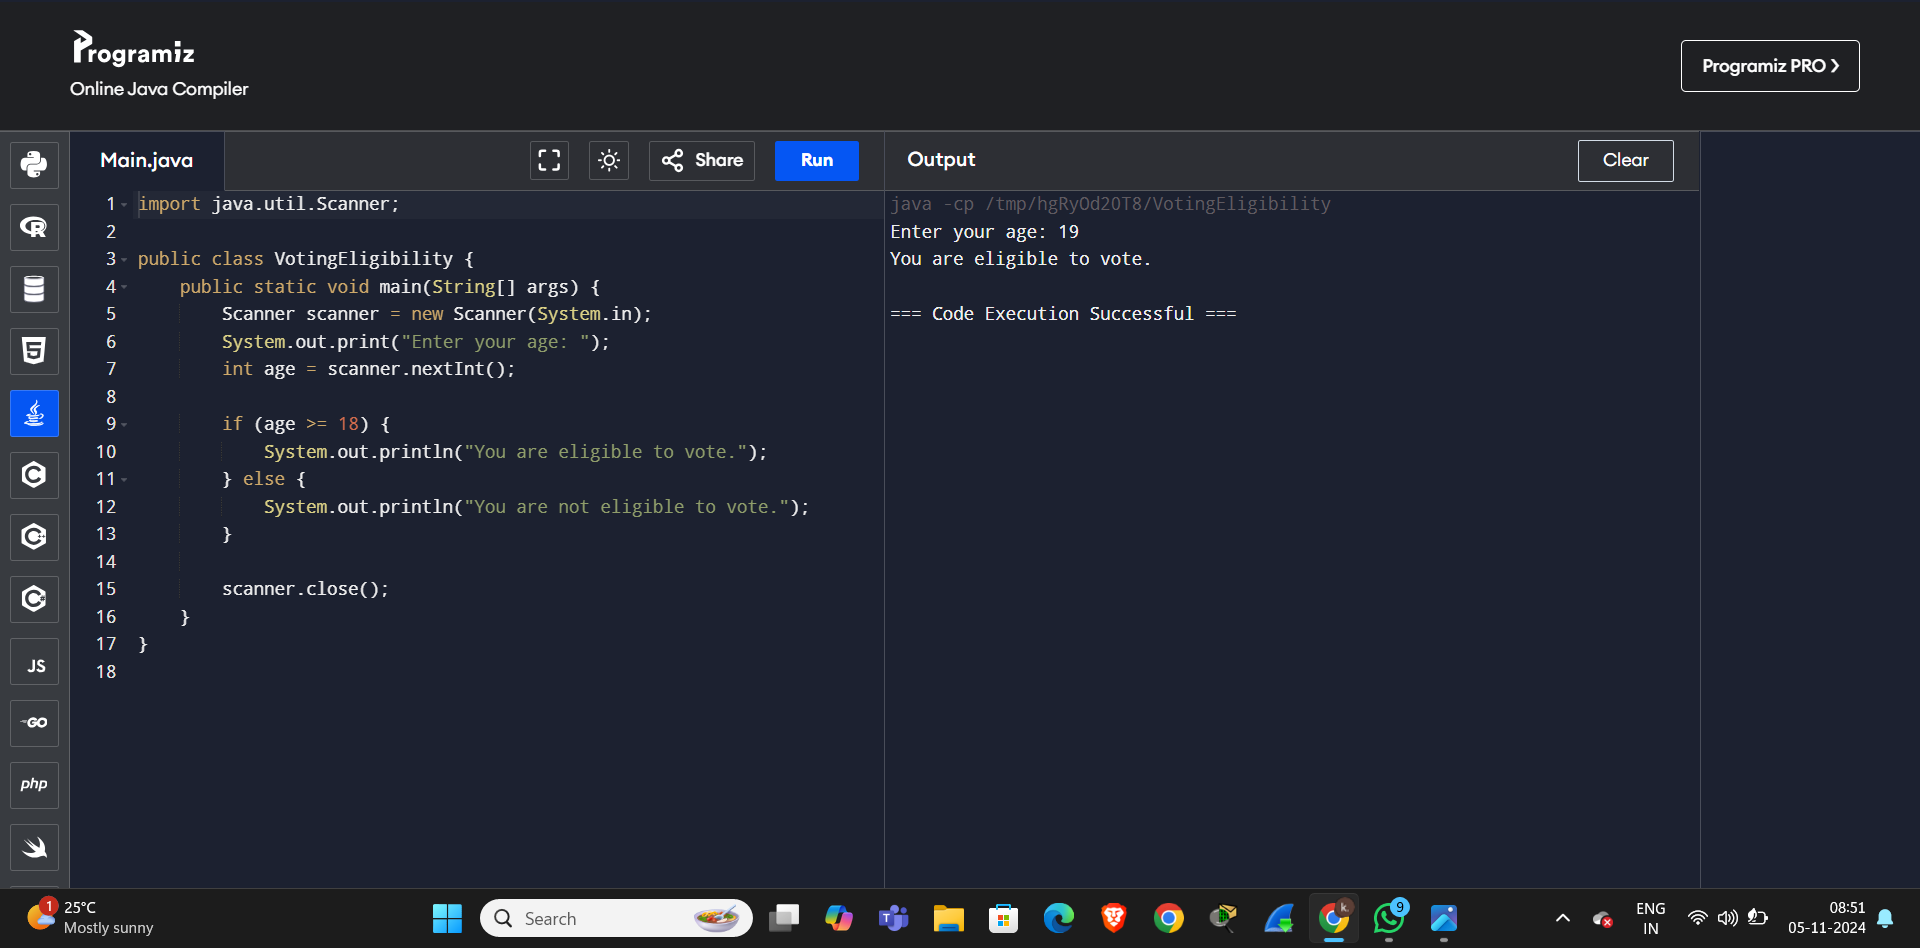 Programiz
Online Java Compiler
Programiz PRO ❯
Main.java
Share
Run
Output
Clear
1 import java.util.Scanner;
2
3 public class VotingEligibility {
4     public static void main(String[] args) {
5         Scanner scanner = new Scanner(System.in);
6         System.out.print("Enter your age: ");
7         int age = scanner.nextInt();
8
9         if (age >= 18) {
10             System.out.println("You are eligible to vote.");
11         } else {
12             System.out.println("You are not eligible to vote.");
13         }
14
15         scanner.close();
16     }
17 }
18
java -cp /tmp/hgRyOd20T8/VotingEligibility
Enter your age: 19
You are eligible to vote.
=== Code Execution Successful ===
R
5
C
C++
C#
JS
GO
php
1
25°C
Mostly sunny
Search
T
k.
9
ENG
IN
08:51
05-11-2024